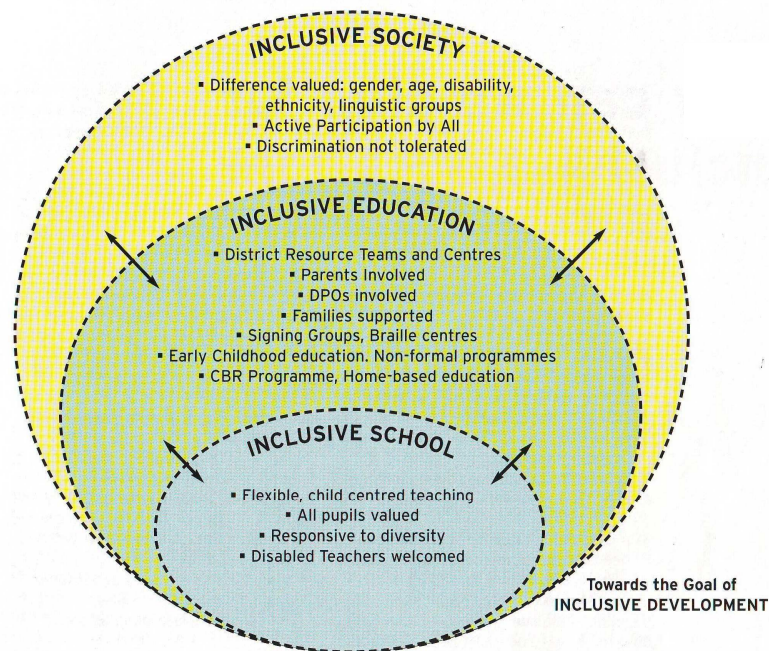 INCLUSIVE SOCIETY
▪ Difference valued: gender, age, disability,
ethnicity, linguistic groups
▪ Active Participation by All
▪ Discrimination not tolerated
INCLUSIVE EDUCATION
▪ District Resource Teams and Centres
▪ Parents Involved
▪ DPOs involved
▪ Families supported
▪ Signing Groups, Braille centres
▪ Early Childhood education. Non-formal programmes
▪ CBR Programme, Home-based education
INCLUSIVE SCHOOL
▪ Flexible, child centred teaching
▪ All pupils valued
▪ Responsive to diversity
▪ Disabled Teachers welcomed
Towards the Goal of
INCLUSIVE DEVELOPMENT